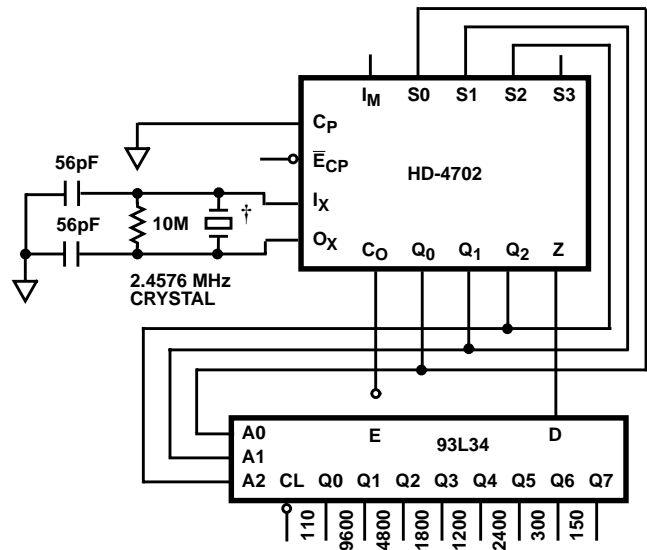 I_M S0 S1 S2 S3
C_P
E̅_CP
HD-4702
56pF
I_X
56pF
10M
†
O_X
C_O Q_0 Q_1 Q_2 Z
2.4576 MHz
CRYSTAL
A0 E 93L34 D
A1
A2 CL Q0 Q1 Q2 Q3 Q4 Q5 Q6 Q7
110 9600 4800 1800 1200 2400 300 150